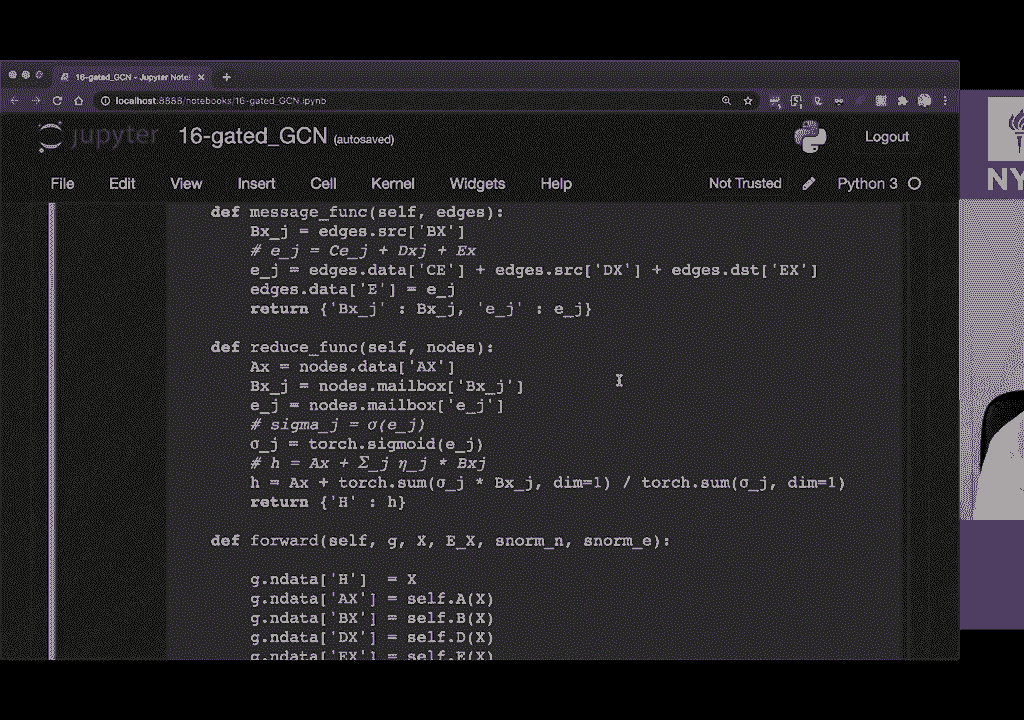 16-gated_GCN - Jupyter Note
localhost:8888/notebooks/16-gated_GCN.ipynb
jupyter 16-gated_GCN (autosaved)
Logout
File Edit View Insert Cell Kernel Widgets Help Not Trusted Python 3
NY
def message_func(self, edges):
Bx_j = edges.src['BX']
# e_j = Ce_j + Dxj + Ex
e_j = edges.data['CE'] + edges.src['DX'] + edges.dst['EX']
edges.data['E'] = e_j
return {'Bx_j' : Bx_j, 'e_j' : e_j}
def reduce_func(self, nodes):
Ax = nodes.data['AX']
Bx_j = nodes.mailbox['Bx_j']
e_j = nodes.mailbox['e_j']
# sigma_j = σ(e_j)
σ_j = torch.sigmoid(e_j)
# h = Ax + Σ_j η_j * Bxj
h = Ax + torch.sum(σ_j * Bx_j, dim=1) / torch.sum(σ_j, dim=1)
return {'H' : h}
def forward(self, g, X, E_X, snorm_n, snorm_e):
g.ndata['H'] = X
g.ndata['AX'] = self.A(X)
g.ndata['BX'] = self.B(X)
g.ndata['DX'] = self.D(X)
g.ndata['EX'] = self.E(X)